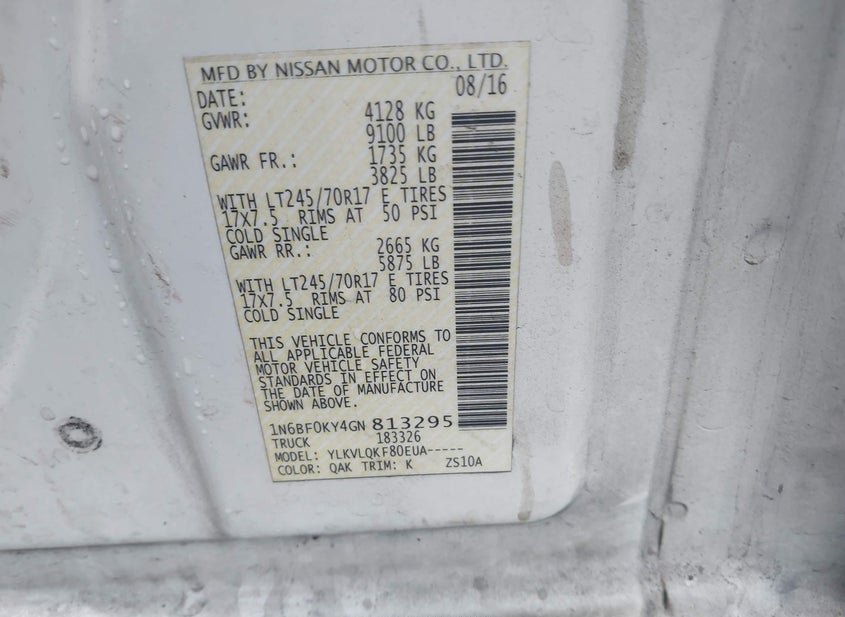 MFD BY NISSAN MOTOR CO., LTD.
DATE: 08/16
GVWR: 4128 KG
9100 LB
GAWR FR.: 1735 KG
3825 LB
WITH LT245/70R17 E TIRES
17X7.5 RIMS AT 50 PSI
COLD SINGLE
GAWR RR.: 2665 KG
5875 LB
WITH LT245/70R17 E TIRES
17X7.5 RIMS AT 80 PSI
COLD SINGLE
THIS VEHICLE CONFORMS TO
ALL APPLICABLE FEDERAL
MOTOR VEHICLE SAFETY
STANDARDS IN EFFECT ON
THE DATE OF MANUFACTURE
SHOWN ABOVE.
1N6BF0KY4GN 813295
TRUCK 183326
MODEL: YLKVLQKF80EUA-----
COLOR: QAK TRIM: K ZS10A